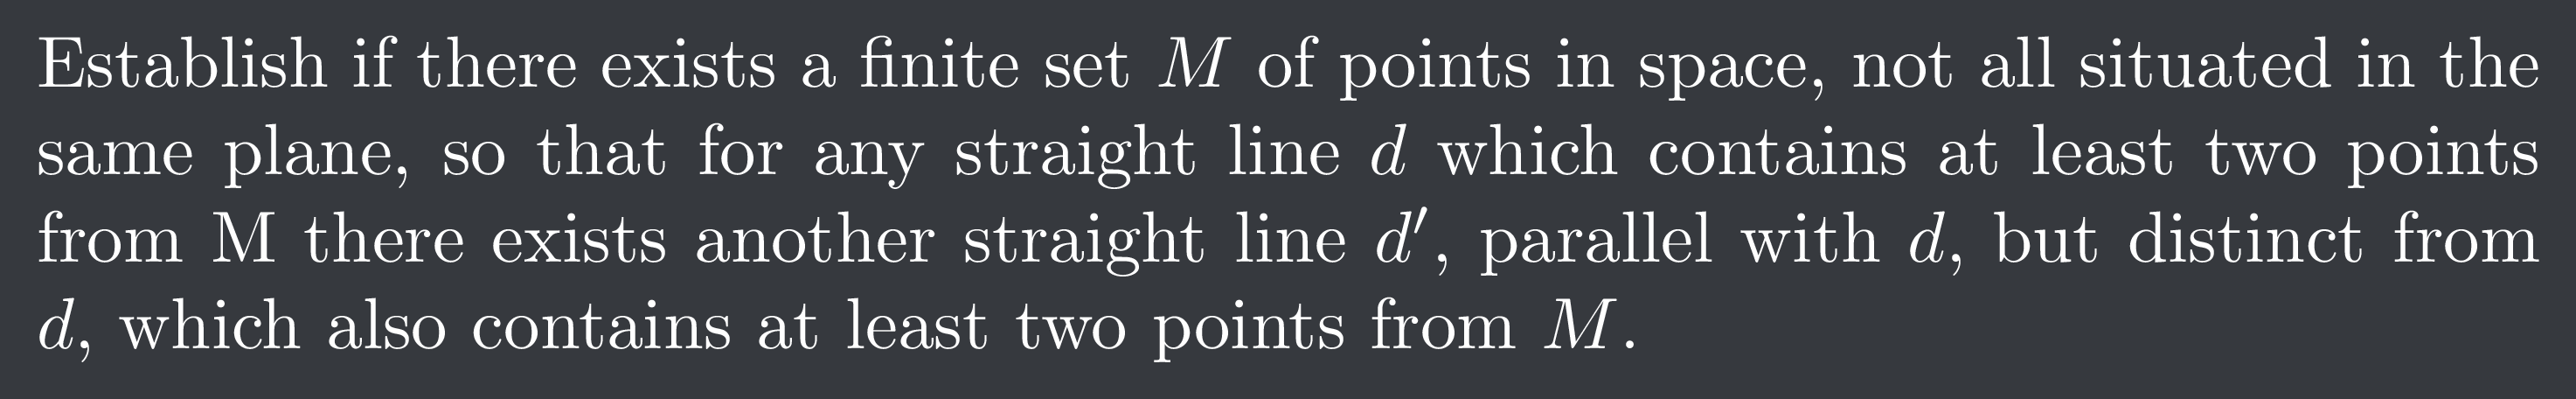 Establish if there exists a finite set M of points in space, not all situated in the
same plane, so that for any straight line d which contains at least two points
from M there exists another straight line d′, parallel with d, but distinct from
d, which also contains at least two points from M.